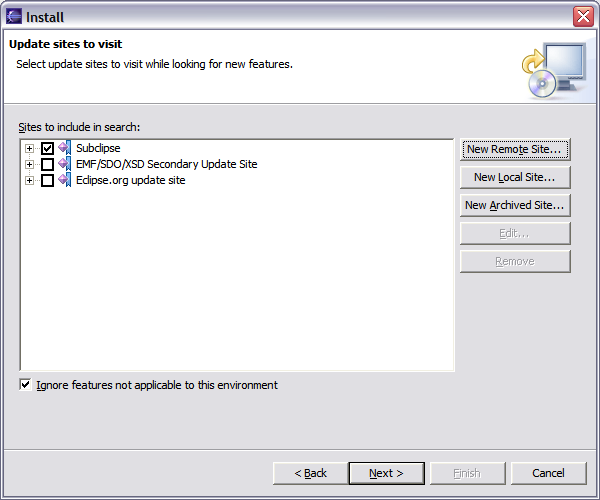 Install
Update sites to visit
Select update sites to visit while looking for new features.
Sites to include in search:
Subclipse
EMF/SDO/XSD Secondary Update Site
Eclipse.org update site
New Remote Site...
New Local Site...
New Archived Site...
Edit...
Remove
Ignore features not applicable to this environment
< Back
Next >
Finish
Cancel